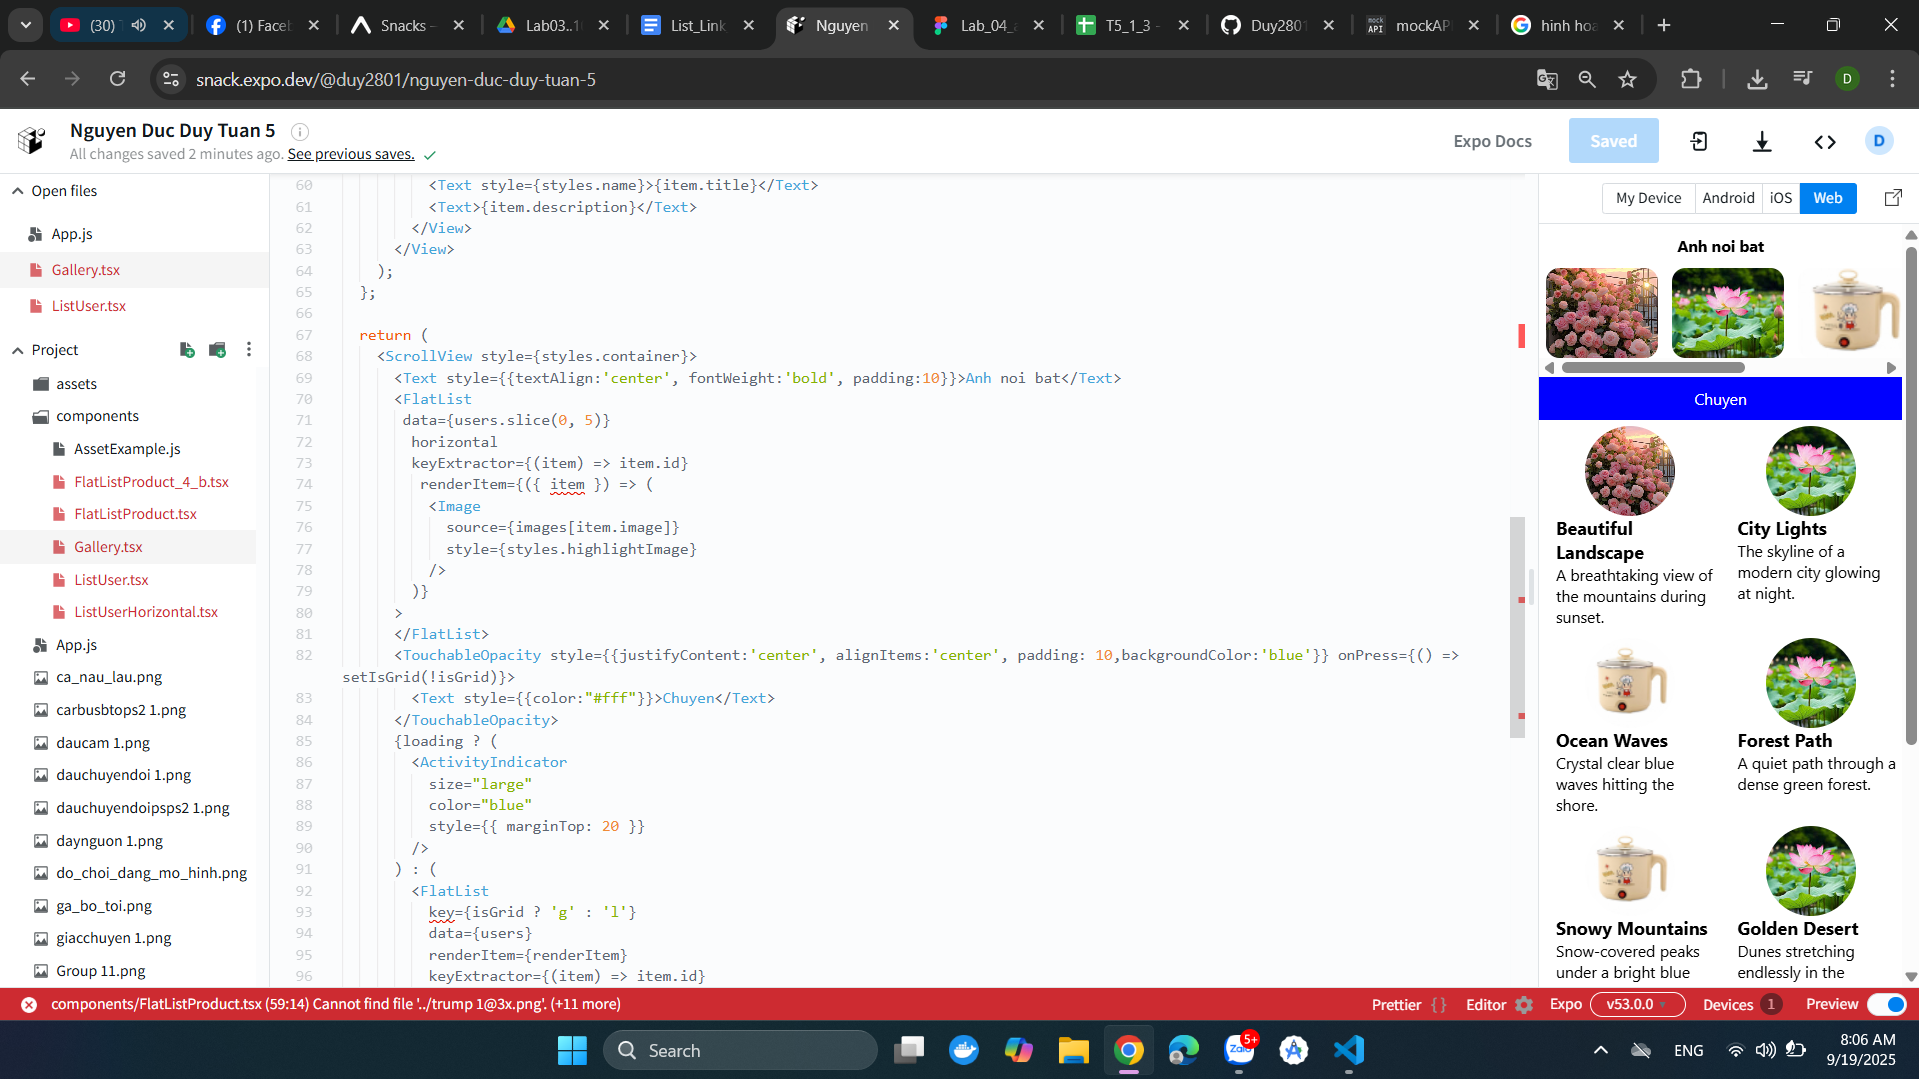 (30)
(1) Faceb
Snacks –
Lab03..1
List_Link
Nguyen
Lab_04_a
T5_1_3 -
Duy2801
mock API
mockAPI
hinh hoa
snack.expo.dev/@duy2801/nguyen-duc-duy-tuan-5
D
Nguyen Duc Duy Tuan 5
All changes saved 2 minutes ago. See previous saves.
Expo Docs
Saved
D
Open files
App.js
Gallery.tsx
ListUser.tsx
Project
assets
components
AssetExample.js
FlatListProduct_4_b.tsx
FlatListProduct.tsx
Gallery.tsx
ListUser.tsx
ListUserHorizontal.tsx
App.js
ca_nau_lau.png
carbusbtops2 1.png
daucam 1.png
dauchuyendoi 1.png
dauchuyendoipsps2 1.png
daynguon 1.png
do_choi_dang_mo_hinh.png
ga_bo_toi.png
giacchuyen 1.png
Group 11.png
60 <Text style={styles.name}>{item.title}</Text>
61 <Text>{item.description}</Text>
62 </View>
63 </View>
64 );
65 };
66
67 return (
68 <ScrollView style={styles.container}>
69 <Text style={{textAlign:'center', fontWeight:'bold', padding:10}}>Anh noi bat</Text>
70 <FlatList
71 data={users.slice(0, 5)}
72 horizontal
73 keyExtractor={(item) => item.id}
74 renderItem={({ item }) => (
75 <Image
76 source={images[item.image]}
77 style={styles.highlightImage}
78 />
79 )}
80 >
81 </FlatList>
82 <TouchableOpacity style={{justifyContent:'center', alignItems:'center', padding: 10,backgroundColor:'blue'}} onPress={() =>
setIsGrid(!isGrid)}>
83 <Text style={{color:"#fff"}}>Chuyen</Text>
84 </TouchableOpacity>
85 {loading ? (
86 <ActivityIndicator
87 size="large"
88 color="blue"
89 style={{ marginTop: 20 }}
90 />
91 ) : (
92 <FlatList
93 key={isGrid ? 'g' : 'l'}
94 data={users}
95 renderItem={renderItem}
96 keyExtractor={(item) => item.id}
My Device
Android
iOS
Web
Anh noi bat
Chuyen
Beautiful
Landscape
A breathtaking view of
the mountains during
sunset.
City Lights
The skyline of a
modern city glowing
at night.
Ocean Waves
Crystal clear blue
waves hitting the
shore.
Forest Path
A quiet path through a
dense green forest.
Snowy Mountains
Snow-covered peaks
under a bright blue
Golden Desert
Dunes stretching
endlessly in the
components/FlatListProduct.tsx (59:14) Cannot find file '../trump 1@3x.png'. (+11 more)
Prettier { }
Editor
Expo
v53.0.0
Devices 1
Preview
Search
Zalo
5+
ENG
8:06 AM
9/19/2025